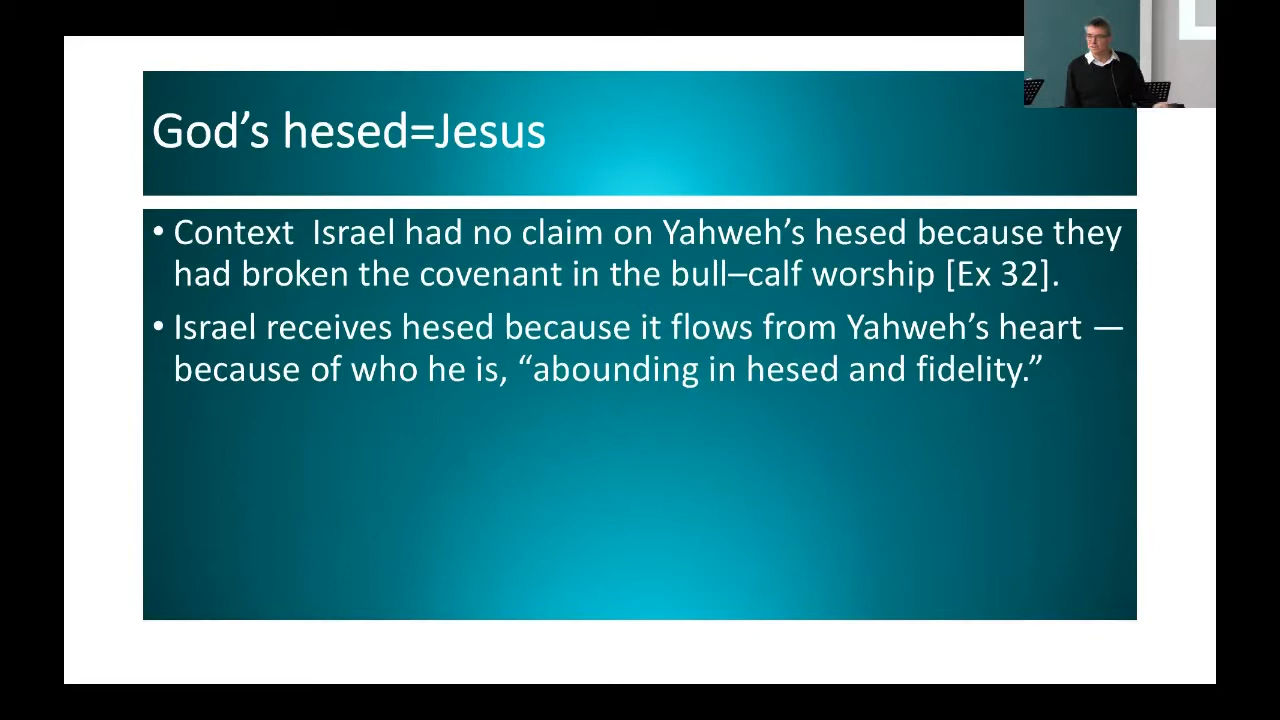 God’s hesed=Jesus
• Context  Israel had no claim on Yahweh’s hesed because they
had broken the covenant in the bull–calf worship [Ex 32].
• Israel receives hesed because it flows from Yahweh’s heart —
because of who he is, “abounding in hesed and fidelity.”